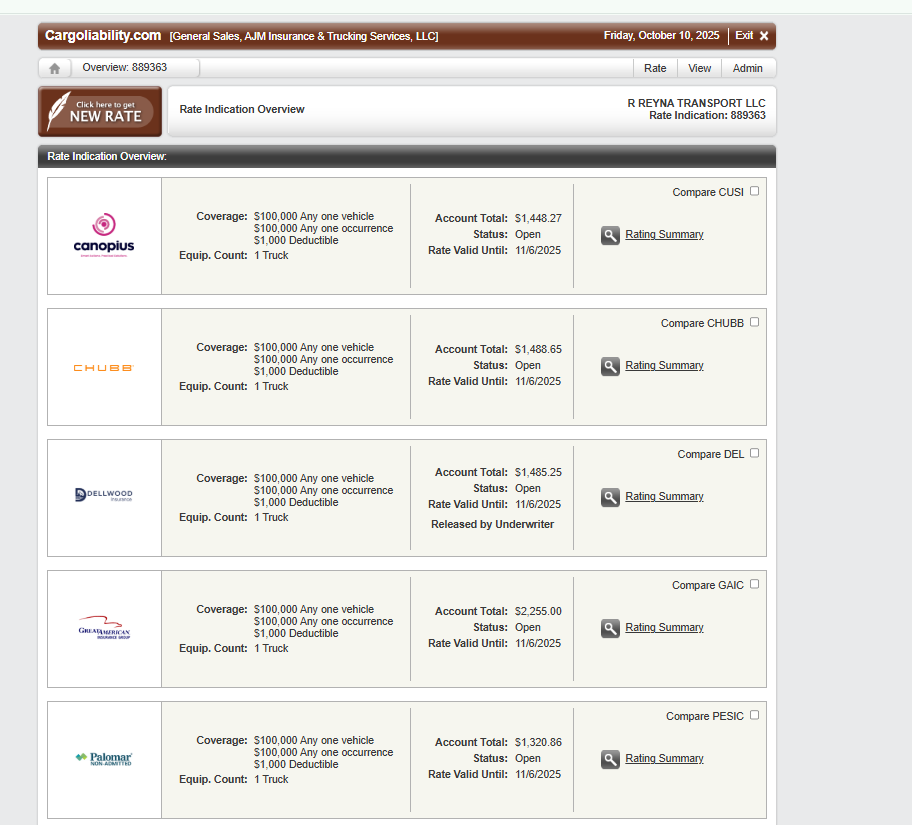 Cargoliability.com [General Sales, AJM Insurance & Trucking Services, LLC] Friday, October 10, 2025 Exit ×
Overview: 889363 Rate View Admin
Click here to get
NEW RATE
Rate Indication Overview
R REYNA TRANSPORT LLC
Rate Indication: 889363
Rate Indication Overview:
Compare CUSI
canopius
Coverage: $100,000 Any one vehicle
$100,000 Any one occurrence
$1,000 Deductible
Equip. Count: 1 Truck
Account Total: $1,448.27
Status: Open
Rate Valid Until: 11/6/2025
Rating Summary
Compare CHUBB
CHUBB
Coverage: $100,000 Any one vehicle
$100,000 Any one occurrence
$1,000 Deductible
Equip. Count: 1 Truck
Account Total: $1,488.65
Status: Open
Rate Valid Until: 11/6/2025
Rating Summary
Compare DEL
DELLWOOD
Insurance
Coverage: $100,000 Any one vehicle
$100,000 Any one occurrence
$1,000 Deductible
Equip. Count: 1 Truck
Account Total: $1,485.25
Status: Open
Rate Valid Until: 11/6/2025
Released by Underwriter
Rating Summary
Compare GAIC
GREATAMERICAN
INSURANCE GROUP
Coverage: $100,000 Any one vehicle
$100,000 Any one occurrence
$1,000 Deductible
Equip. Count: 1 Truck
Account Total: $2,255.00
Status: Open
Rate Valid Until: 11/6/2025
Rating Summary
Compare PESIC
Palomar
NON-ADMITTED
Coverage: $100,000 Any one vehicle
$100,000 Any one occurrence
$1,000 Deductible
Equip. Count: 1 Truck
Account Total: $1,320.86
Status: Open
Rate Valid Until: 11/6/2025
Rating Summary